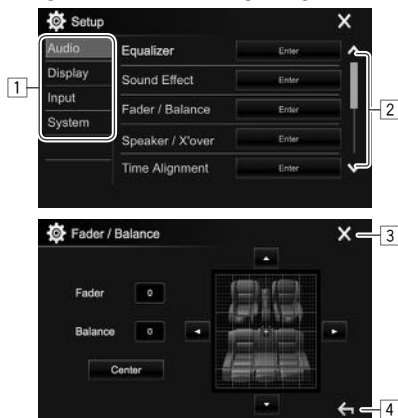 Setup
Audio
Display
Input
System
Equalizer Enter
Sound Effect Enter
Fader / Balance Enter
Speaker / X'over Enter
Time Alignment Enter
1
2
Fader / Balance
3
Fader 0
Balance 0
Center
4